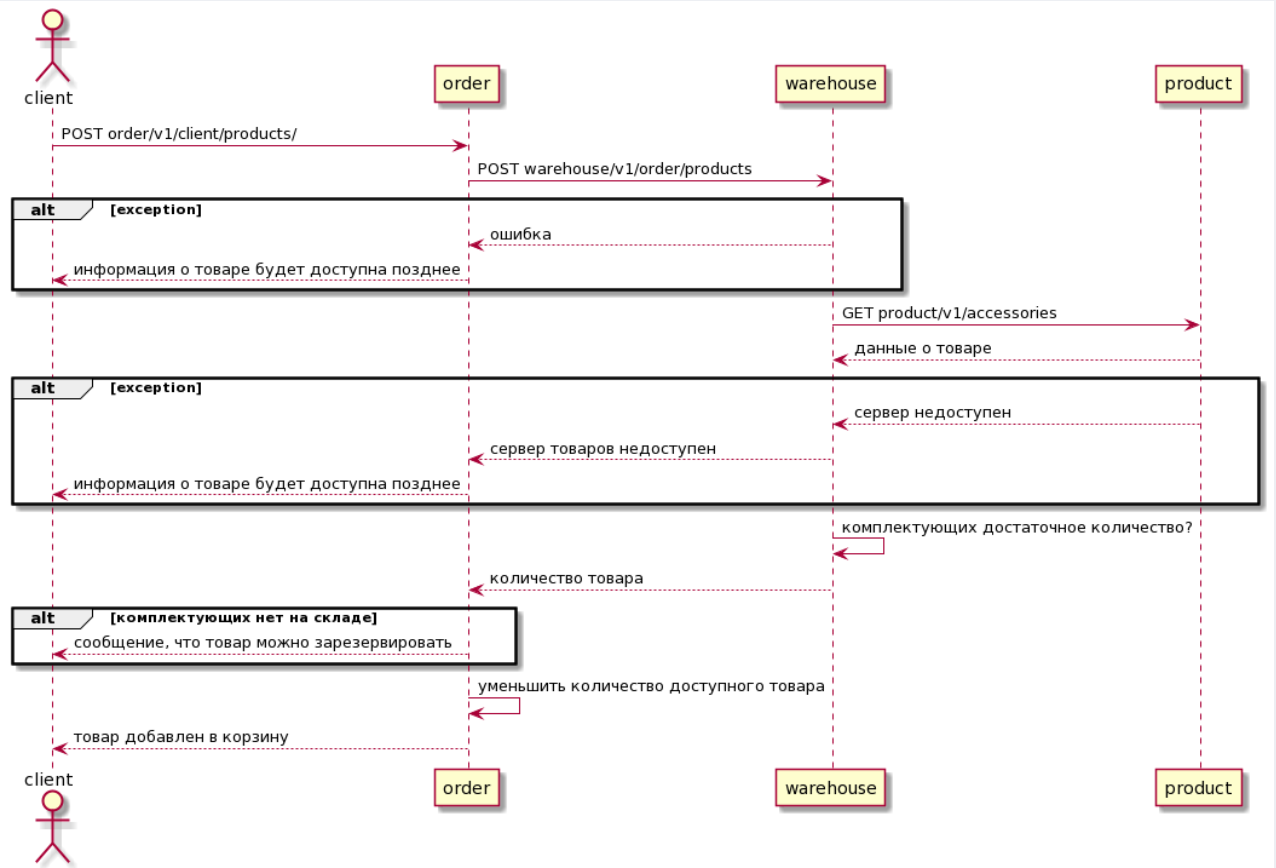 client
order
warehouse
product
POST order/v1/client/products/
POST warehouse/v1/order/products
alt [exception]
ошибка
информация о товаре будет доступна позднее
GET product/v1/accessories
данные о товаре
alt [exception]
сервер недоступен
сервер товаров недоступен
информация о товаре будет доступна позднее
комплектующих достаточное количество?
количество товара
alt [комплектующих нет на складе]
сообщение, что товар можно зарезервировать
уменьшить количество доступного товара
товар добавлен в корзину
client
order
warehouse
product